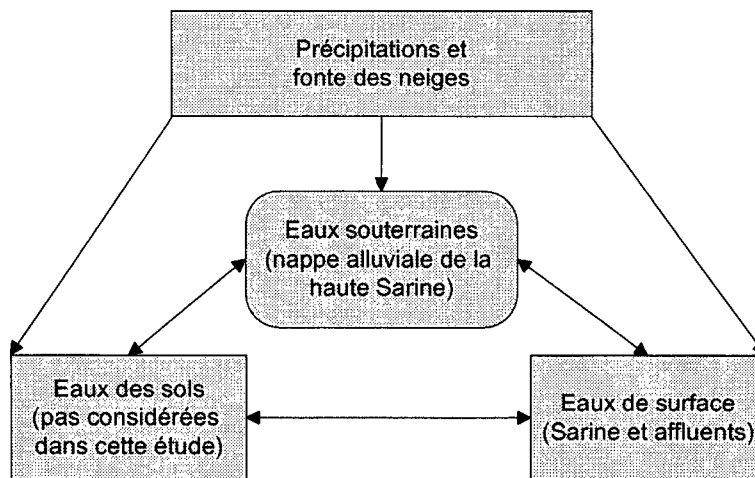 Précipitations et
fonte des neiges
Eaux souterraines
(nappe alluviale de la
haute Sarine)
Eaux des sols
(pas considérées
dans cette étude)
Eaux de surface
(Sarine et affluents)